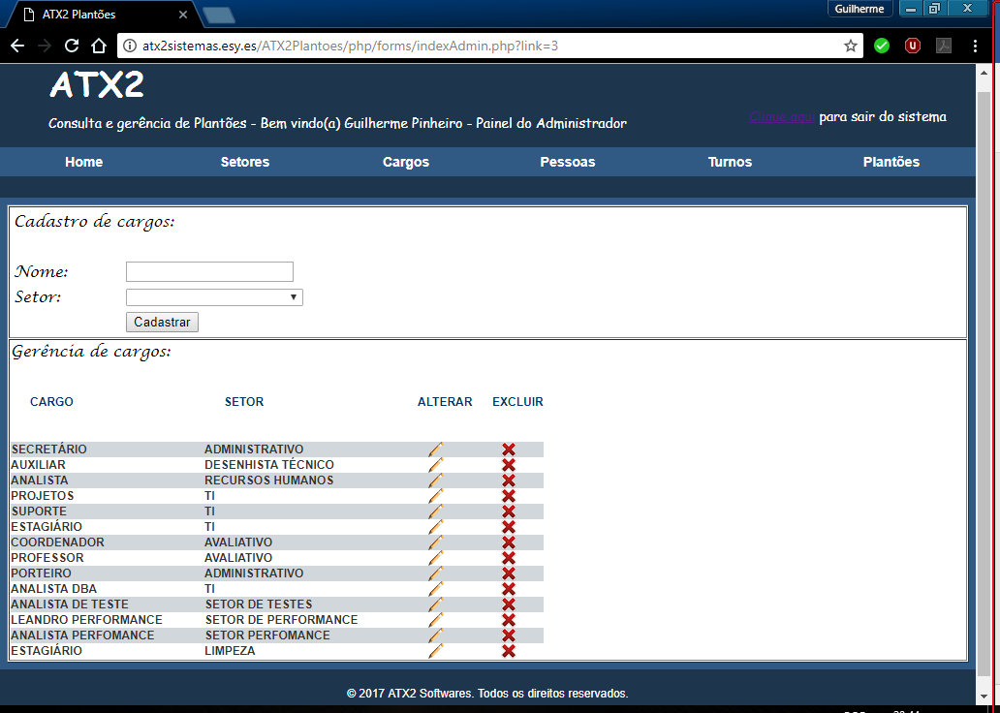 ATX2 Plantões
Guilherme
atx2sistemas.esy.es/ATX2Plantoes/php/forms/indexAdmin.php?link=3
ATX2
Consulta e gerência de Plantões - Bem vindo(a) Guilherme Pinheiro - Painel do Administrador
Clique aqui para sair do sistema
Home Setores Cargos Pessoas Turnos Plantões
Cadastro de cargos:
Nome:
Setor:
Cadastrar
Gerência de cargos:
CARGO SETOR ALTERAR EXCLUIR
SECRETÁRIO ADMINISTRATIVO
AUXILIAR DESENHISTA TÉCNICO
ANALISTA RECURSOS HUMANOS
PROJETOS TI
SUPORTE TI
ESTAGIÁRIO TI
COORDENADOR AVALIATIVO
PROFESSOR AVALIATIVO
PORTEIRO ADMINISTRATIVO
ANALISTA DBA TI
ANALISTA DE TESTE SETOR DE TESTES
LEANDRO PERFORMANCE SETOR DE PERFORMANCE
ANALISTA PERFOMANCE SETOR PERFOMANCE
ESTAGIÁRIO LIMPEZA
© 2017 ATX2 Softwares. Todos os direitos reservados.